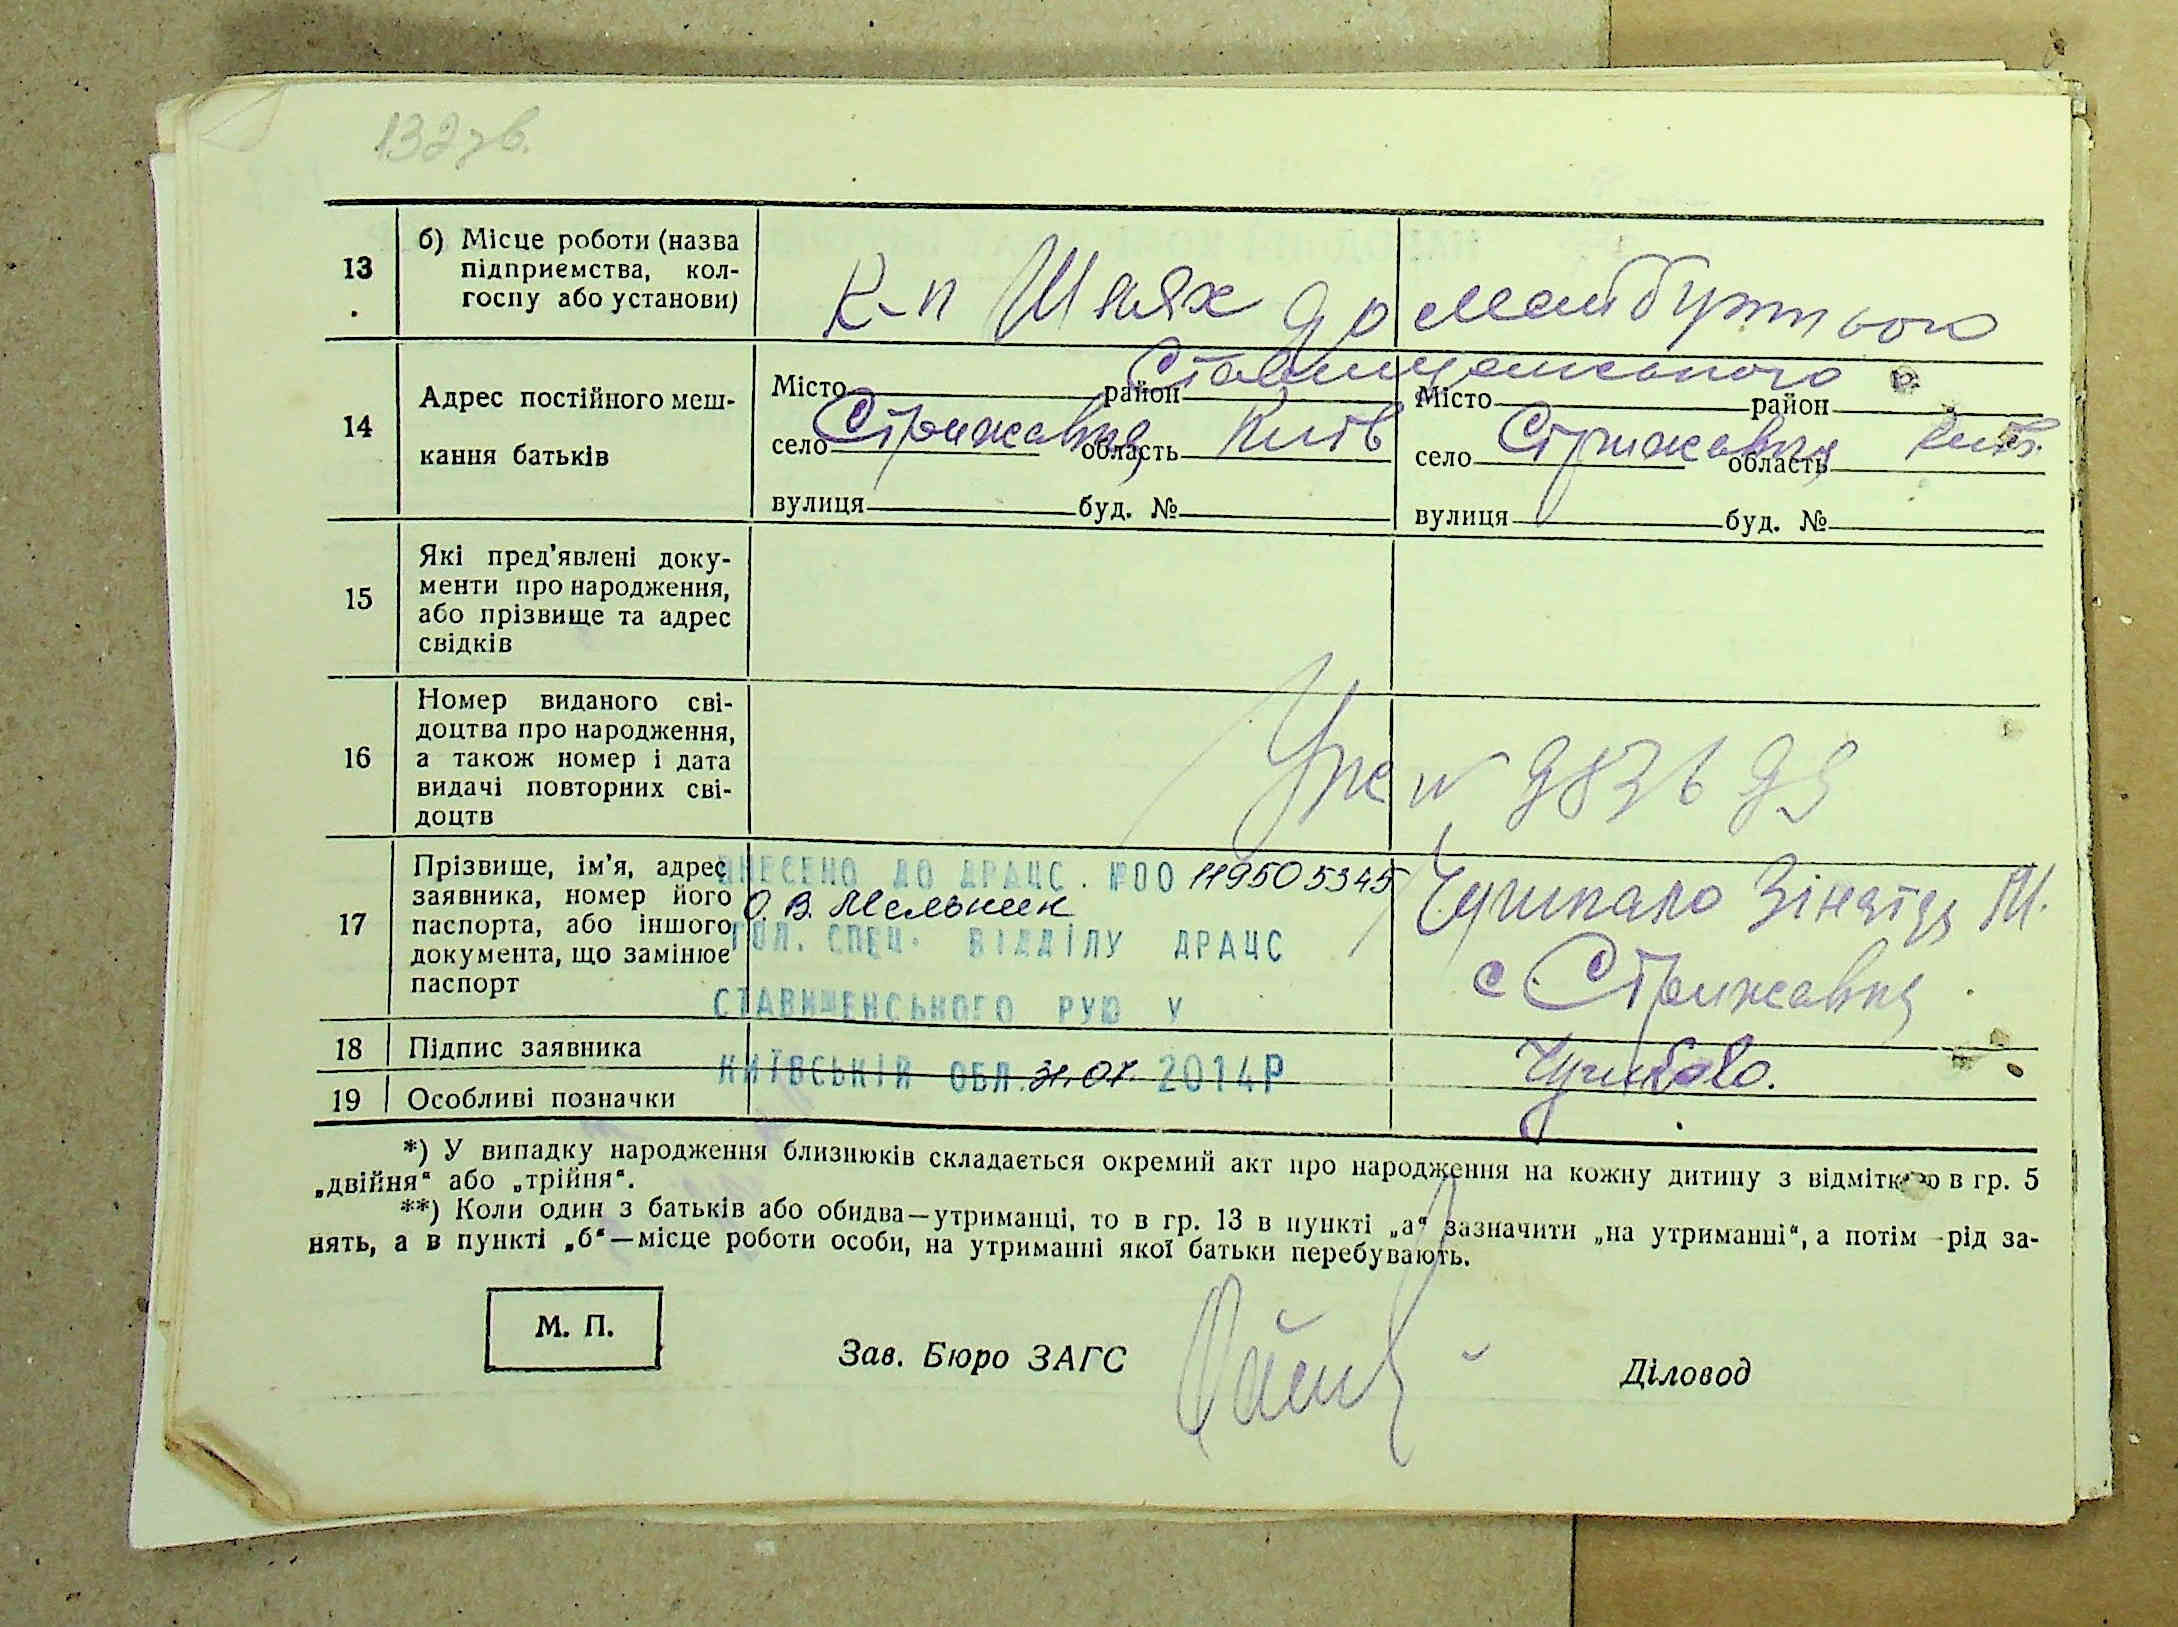 132зв.
13
б) Місце роботи (назва
підприємства, кол-
госпу або установи)
к-п Шлях до майбутнього
14
Адрес постійного меш-
кання батьків
Ставищенського р.
Місто район Місто район
село Стрижавка область Київ село Стрижавка область Київ.
вулиця буд. № вулиця буд. №
15
Які пред'явлені доку-
менти про народження,
або прізвище та адрес
свідків
16
Номер виданого сві-
доцтва про народження,
а також номер і дата
видачі повторних сві-
доцтв
№
17
Прізвище, ім'я, адрес
заявника, номер його
паспорта, або іншого
документа, що замінює
паспорт
ВНЕСЕНО ДО ДРАЦС. №00 119505345
О. В. Мельник
ГОЛ. СПЕЦ. ВІДДІЛУ ДРАЦС
СТАВИЩЕНСЬКОГО РУЮ У
КИЇВСЬКІЙ ОБЛ. 31.07. 2014Р
Зінаїда М.
с. Стрижавка
18
Підпис заявника
19
Особливі позначки
*) У випадку народження близнюків складається окремий акт про народження на кожну дитину з відміткою в гр. 5
„двійня“ або „трійня“.
**) Коли один з батьків або обидва—утриманці, то в гр. 13 в пункті „а“ зазначити „на утриманні“, а потім—рід за-
нять, а в пункті „б“—місце роботи особи, на утриманні якої батьки перебувають.
М. П.
Зав. Бюро ЗАГС
Діловод